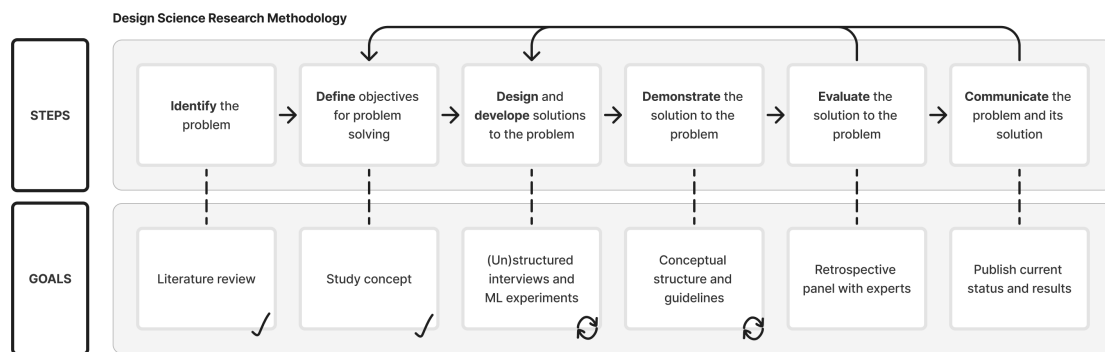 Design Science Research Methodology
STEPS
Identify the
problem
Define objectives
for problem
solving
Design and
develope solutions
to the problem
Demonstrate the
solution to the
problem
Evaluate the
solution to the
problem
Communicate the
problem and its
solution
GOALS
Literature review
Study concept
(Un)structured
interviews and
ML experiments
Conceptual
structure and
guidelines
Retrospective
panel with experts
Publish current
status and results